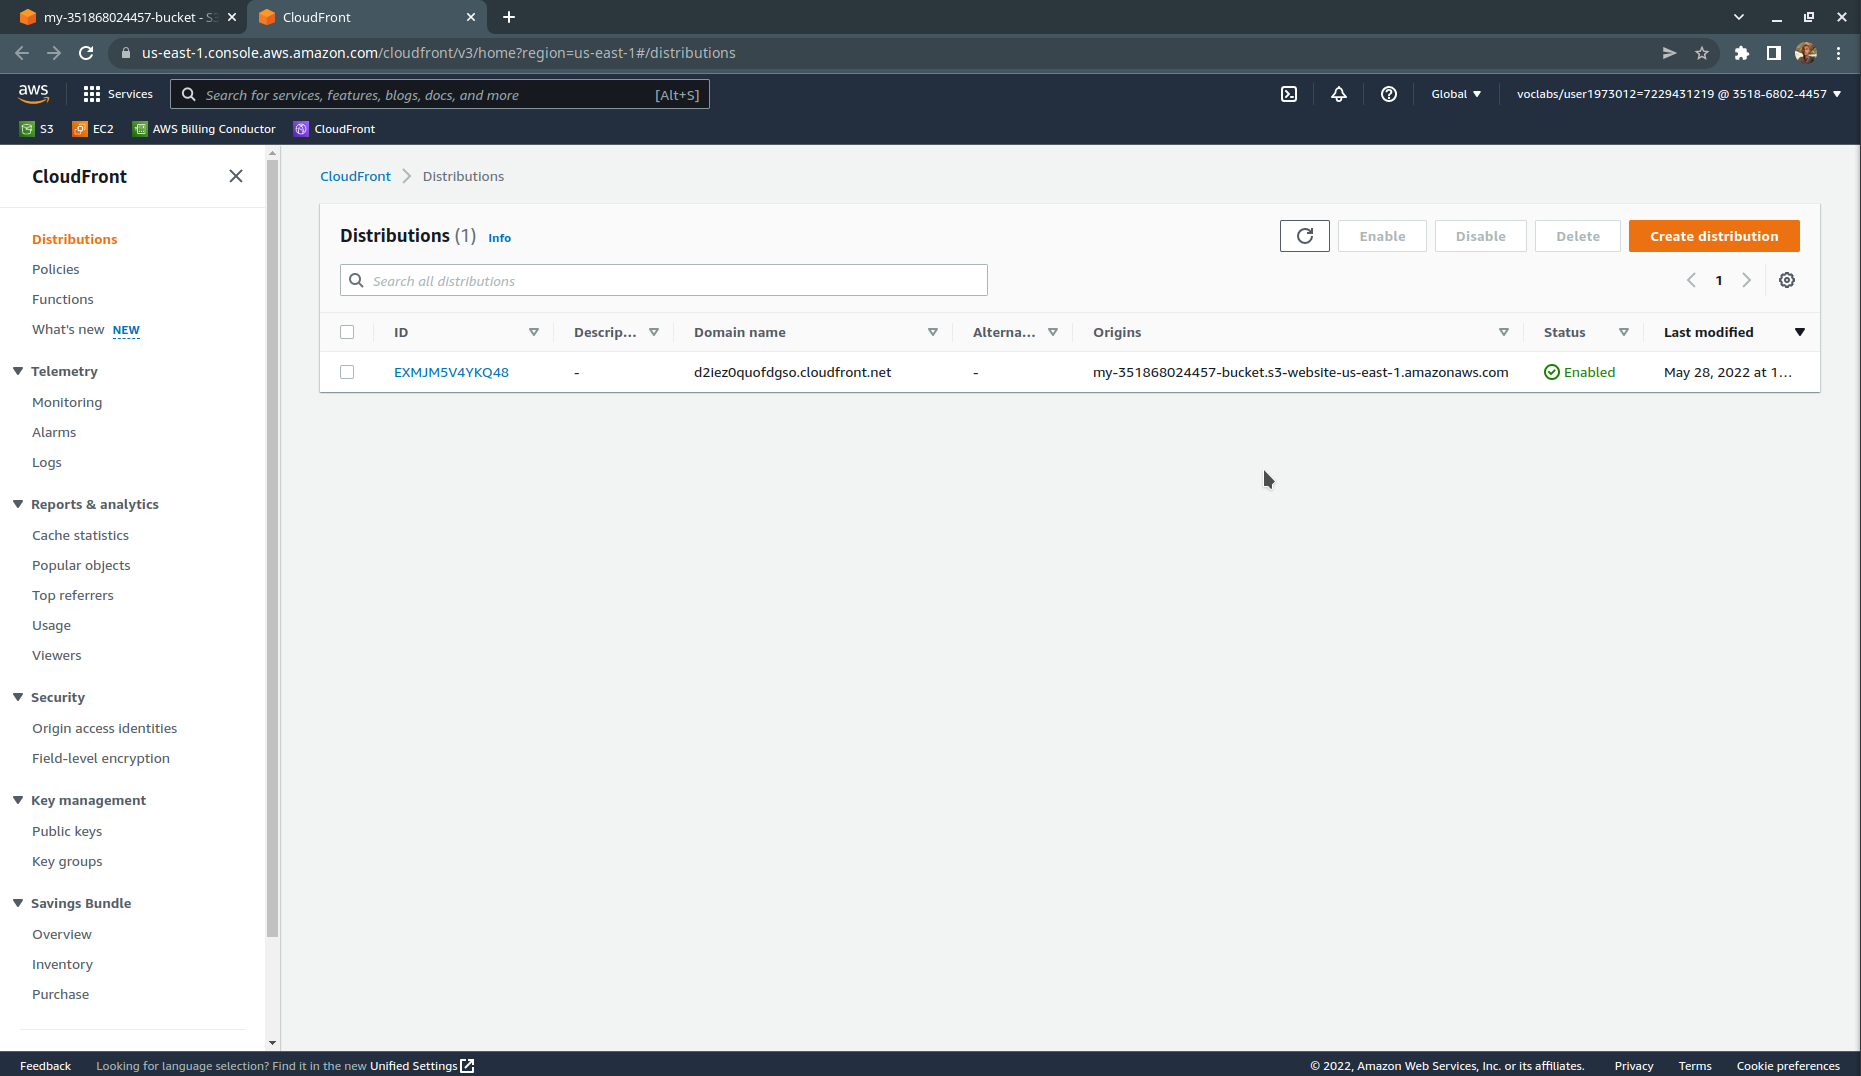 my-351868024457-bucket - S3
CloudFront
us-east-1.console.aws.amazon.com/cloudfront/v3/home?region=us-east-1#/distributions
aws
Services
Search for services, features, blogs, docs, and more [Alt+S]
Global
voclabs/user1973012=7229431219 @ 3518-6802-4457
S3
EC2
AWS Billing Conductor
CloudFront
CloudFront
Distributions
Policies
Functions
What's new NEW
Telemetry
Monitoring
Alarms
Logs
Reports & analytics
Cache statistics
Popular objects
Top referrers
Usage
Viewers
Security
Origin access identities
Field-level encryption
Key management
Public keys
Key groups
Savings Bundle
Overview
Inventory
Purchase
CloudFront Distributions
Distributions (1) Info
Enable
Disable
Delete
Create distribution
Search all distributions
1
ID Descrip... Domain name Alterna... Origins Status Last modified
EXMJM5V4YKQ48 - d2iez0quofdgso.cloudfront.net - my-351868024457-bucket.s3-website-us-east-1.amazonaws.com Enabled May 28, 2022 at 1...
Feedback
Looking for language selection? Find it in the new Unified Settings
© 2022, Amazon Web Services, Inc. or its affiliates.
Privacy
Terms
Cookie preferences